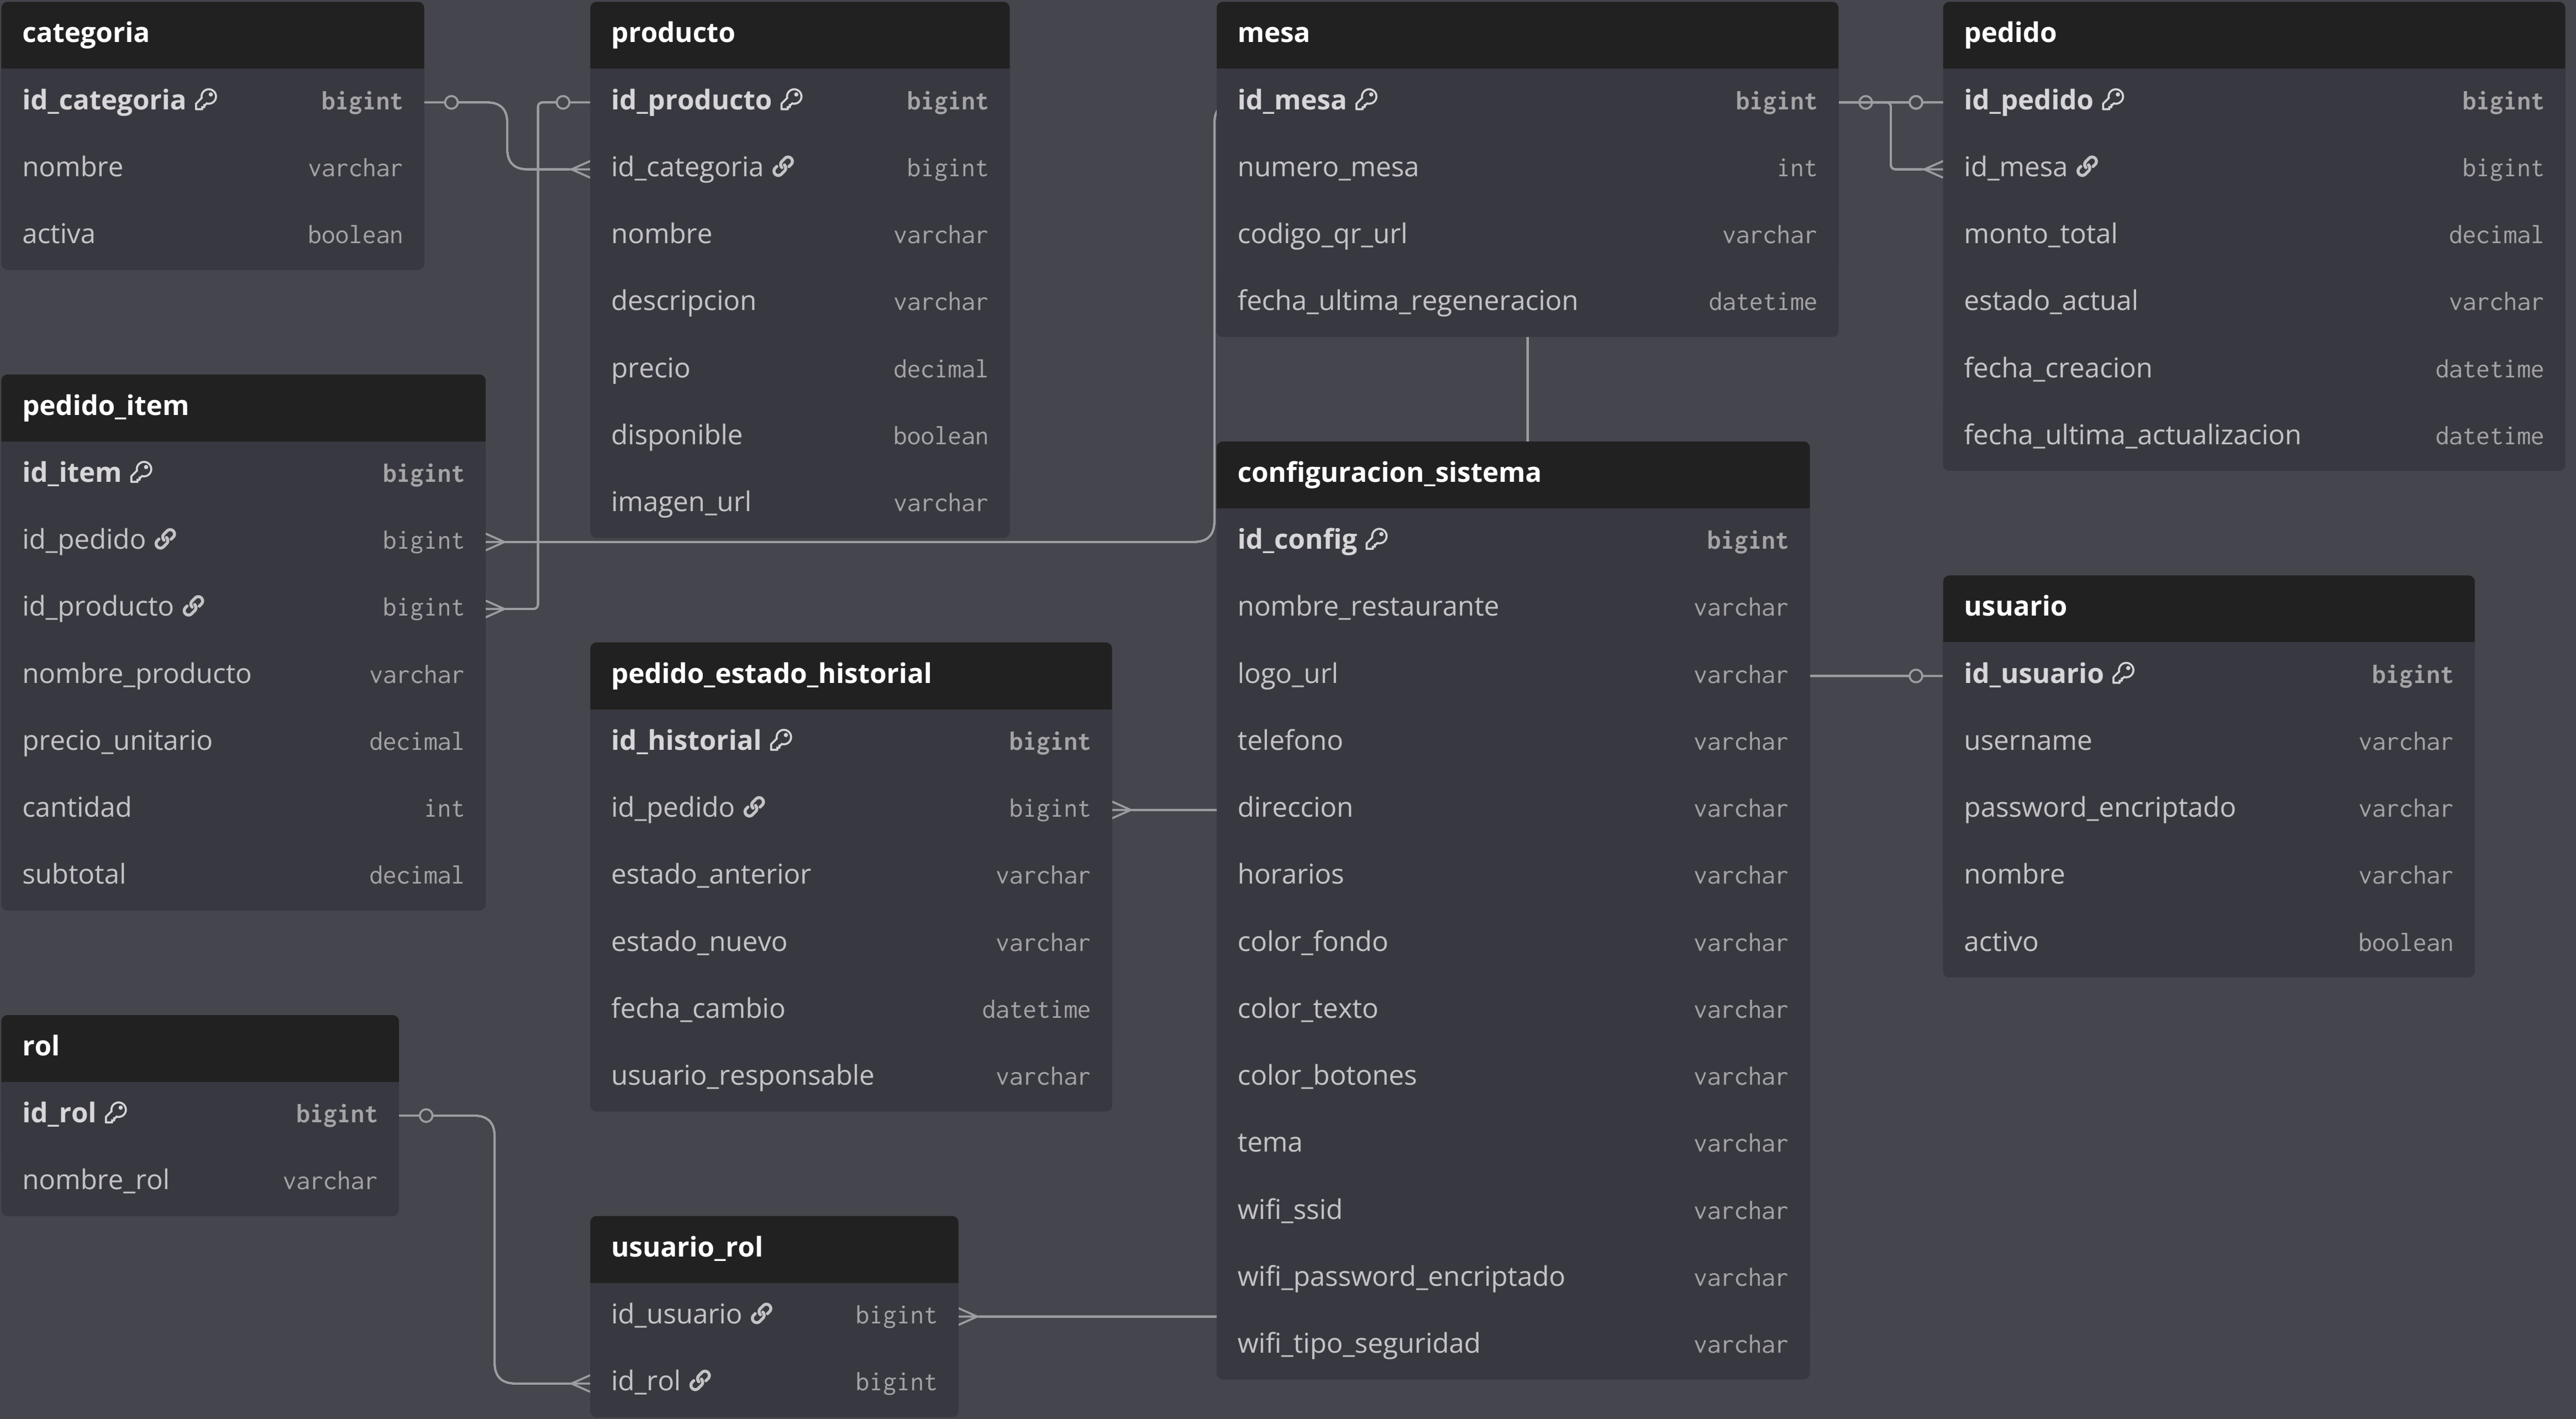 categoria
id_categoria bigint
nombre varchar
activa boolean
producto
id_producto bigint
id_categoria bigint
nombre varchar
descripcion varchar
precio decimal
disponible boolean
imagen_url varchar
mesa
id_mesa bigint
numero_mesa int
codigo_qr_url varchar
fecha_ultima_regeneracion datetime
pedido
id_pedido bigint
id_mesa bigint
monto_total decimal
estado_actual varchar
fecha_creacion datetime
fecha_ultima_actualizacion datetime
pedido_item
id_item bigint
id_pedido bigint
id_producto bigint
nombre_producto varchar
precio_unitario decimal
cantidad int
subtotal decimal
pedido_estado_historial
id_historial bigint
id_pedido bigint
estado_anterior varchar
estado_nuevo varchar
fecha_cambio datetime
usuario_responsable varchar
configuracion_sistema
id_config bigint
nombre_restaurante varchar
logo_url varchar
telefono varchar
direccion varchar
horarios varchar
color_fondo varchar
color_texto varchar
color_botones varchar
tema varchar
wifi_ssid varchar
wifi_password_encriptado varchar
wifi_tipo_seguridad varchar
usuario
id_usuario bigint
username varchar
password_encriptado varchar
nombre varchar
activo boolean
rol
id_rol bigint
nombre_rol varchar
usuario_rol
id_usuario bigint
id_rol bigint